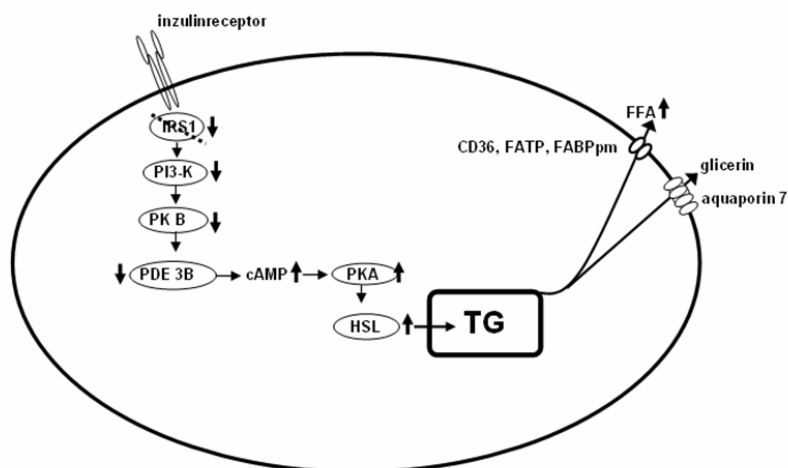 inzulinreceptor
IRS1
PI3-K
PK B
PDE 3B
cAMP
PKA
HSL
TG
FFA
CD36, FATP, FABPpm
glicerin
aquaporin 7